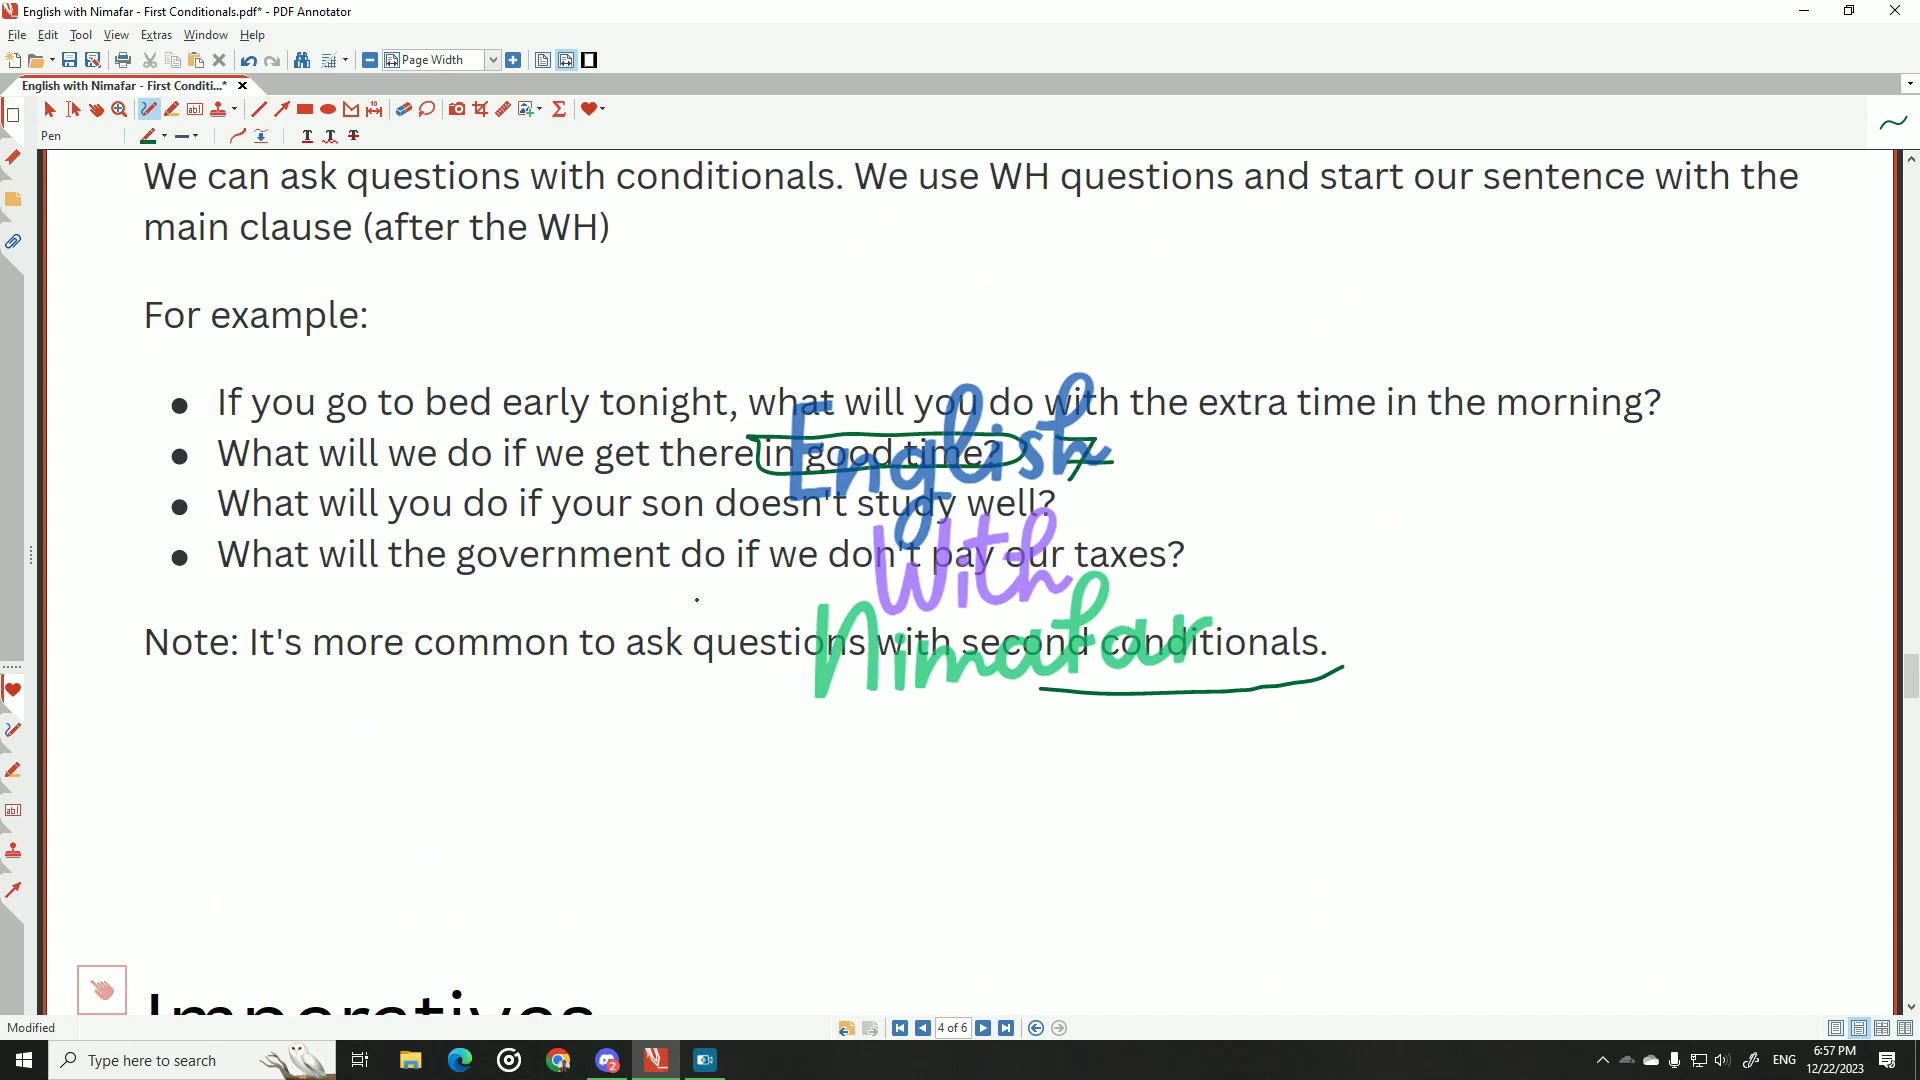 English with Nimafar - First Conditionals.pdf* - PDF Annotator
File Edit Tool View Extras Window Help
Page Width
English with Nimafar - First Conditi...*
Pen
We can ask questions with conditionals. We use WH questions and start our sentence with the
main clause (after the WH)
For example:
● If you go to bed early tonight, what will you do with the extra time in the morning?
● What will we do if we get there in good time?
● What will you do if your son doesn't study well?
● What will the government do if we don't pay our taxes?
Note: It's more common to ask questions with second conditionals.
English
With
Nimafar
Imperatives
Modified
4 of 6
Type here to search
2
ENG
6:57 PM
12/22/2023